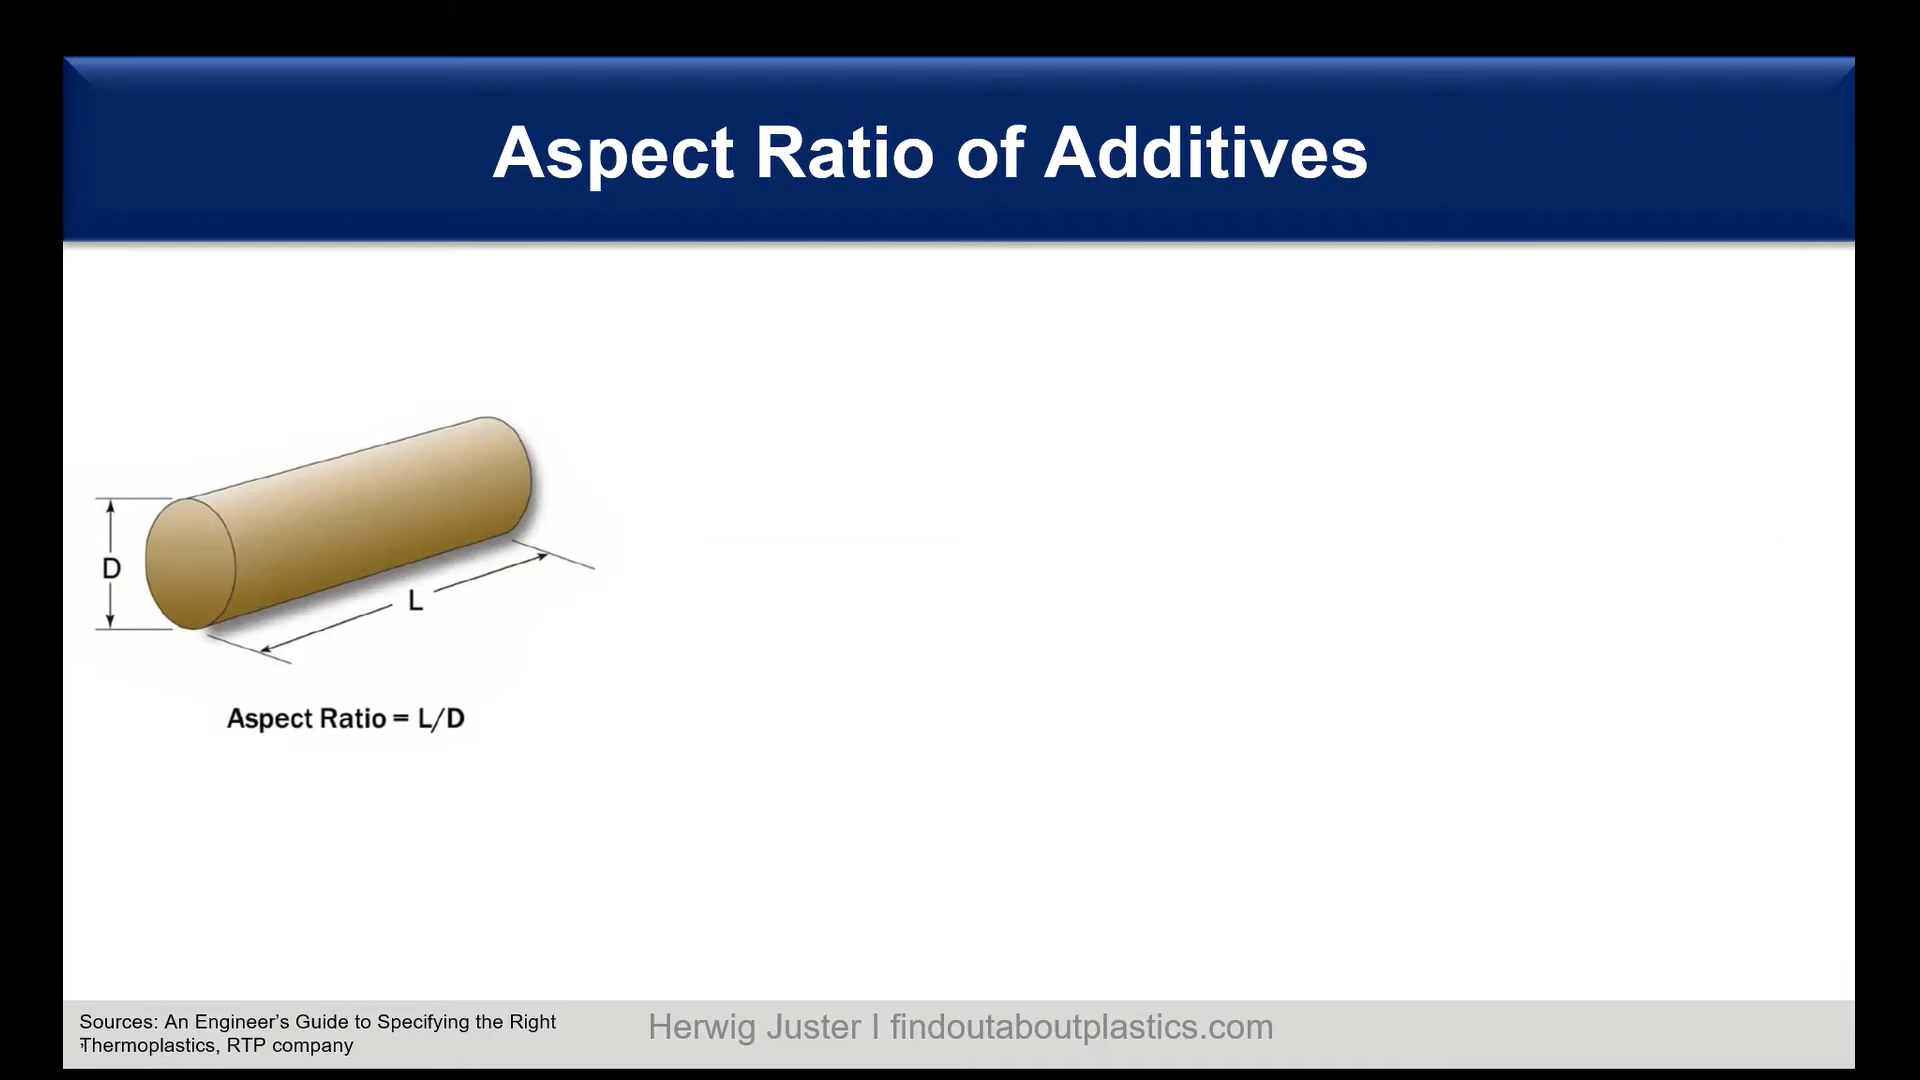 Aspect Ratio of Additives
D
L
Aspect Ratio = L/D
Sources: An Engineer's Guide to Specifying the Right
Thermoplastics, RTP company
Herwig Juster I findoutaboutplastics.com